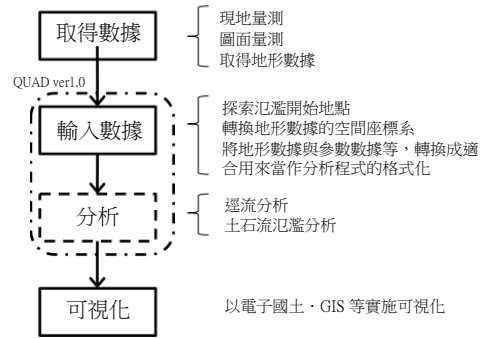 取得數據
現地量測
圖面量測
取得地形數據
QUAD ver1.0
輸入數據
探索氾濫開始地點
轉換地形數據的空間座標系
將地形數據與參數數據等，轉換成適
合用來當作分析程式的格式化
分析
逕流分析
土石流氾濫分析
可視化
以電子國土．GIS 等實施可視化